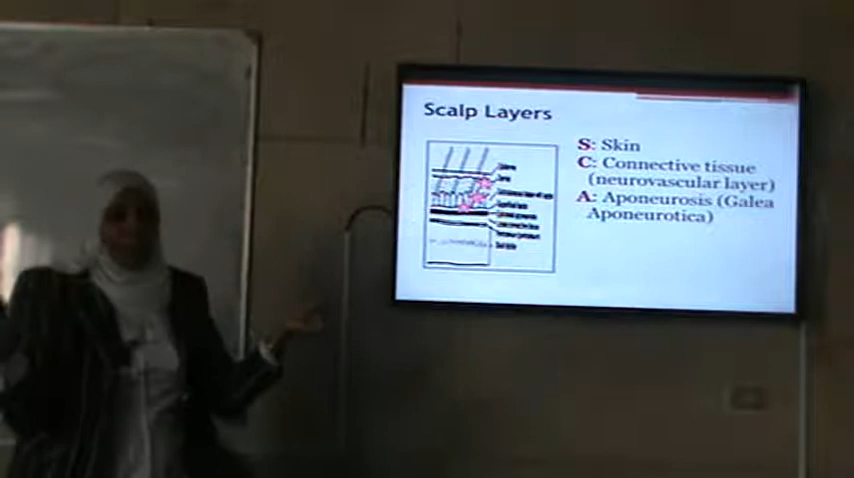 Scalp Layers
S: Skin
C: Connective tissue
(neurovascular layer)
A: Aponeurosis (Galea
Aponeurotica)